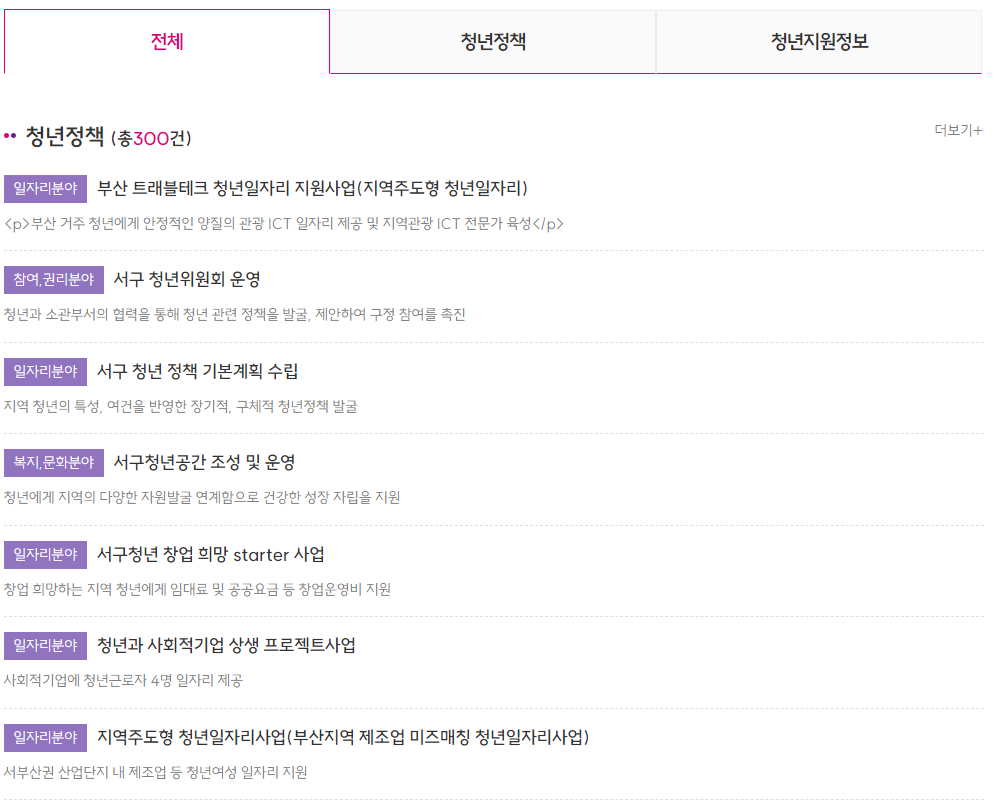 전체 청년정책 청년지원정보
청년정책 (총300건) 더보기+
일자리분야 부산 트래블테크 청년일자리 지원사업(지역주도형 청년일자리)
<p>부산 거주 청년에게 안정적인 양질의 관광 ICT 일자리 제공 및 지역관광 ICT 전문가 육성</p>
참여,권리분야 서구 청년위원회 운영
청년과 소관부서의 협력을 통해 청년 관련 정책을 발굴, 제안하여 구정 참여를 촉진
일자리분야 서구 청년 정책 기본계획 수립
지역 청년의 특성, 여건을 반영한 장기적, 구체적 청년정책 발굴
복지,문화분야 서구청년공간 조성 및 운영
청년에게 지역의 다양한 자원발굴 연계함으로 건강한 성장 자립을 지원
일자리분야 서구청년 창업 희망 starter 사업
창업 희망하는 지역 청년에게 임대료 및 공공요금 등 창업운영비 지원
일자리분야 청년과 사회적기업 상생 프로젝트사업
사회적기업에 청년근로자 4명 일자리 제공
일자리분야 지역주도형 청년일자리사업(부산지역 제조업 미즈매칭 청년일자리사업)
서부산권 산업단지 내 제조업 등 청년여성 일자리 지원